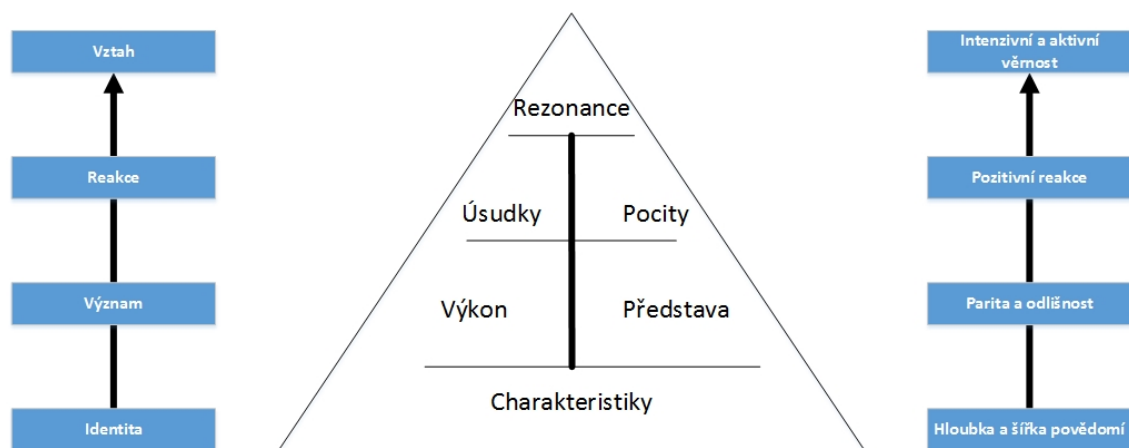 Vztah
Reakce
Význam
Identita
Rezonance
Úsudky
Pocity
Výkon
Představa
Charakteristiky
Intenzivní a aktivní
věrnost
Pozitivní reakce
Parita a odlišnost
Hloubka a šířka povědomí